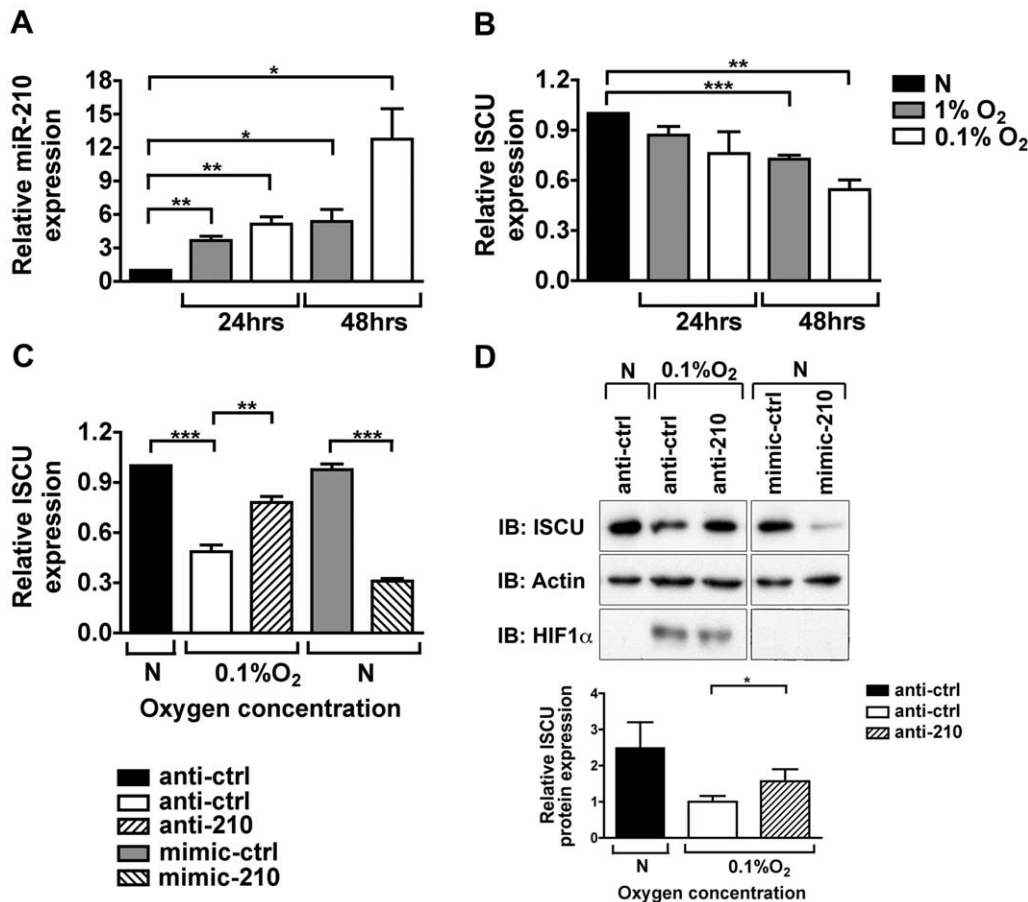 A
Relative miR-210
expression
18
15
12
9
6
3
0
*
*
**
**
24hrs
48hrs
B
Relative ISCU
expression
1.2
0.9
0.6
0.3
0.0
**
***
24hrs
48hrs
N
1% O₂
0.1% O₂
C
Relative ISCU
expression
1.2
0.9
0.6
0.3
0.0
***
**
***
N
0.1%O₂
N
Oxygen concentration
anti-ctrl
anti-ctrl
anti-210
mimic-ctrl
mimic-210
D
N
0.1%O₂
N
anti-ctrl
anti-ctrl
anti-210
mimic-ctrl
mimic-210
IB: ISCU
IB: Actin
IB: HIF1α
Relative ISCU
protein expression
4
3
2
1
0
*
N
0.1%O₂
Oxygen concentration
anti-ctrl
anti-ctrl
anti-210